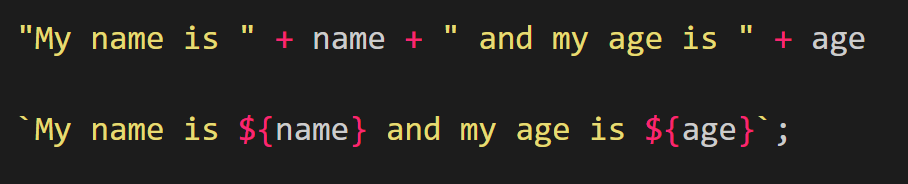 "My name is " + name + " and my age is " + age
`My name is ${name} and my age is ${age}`;